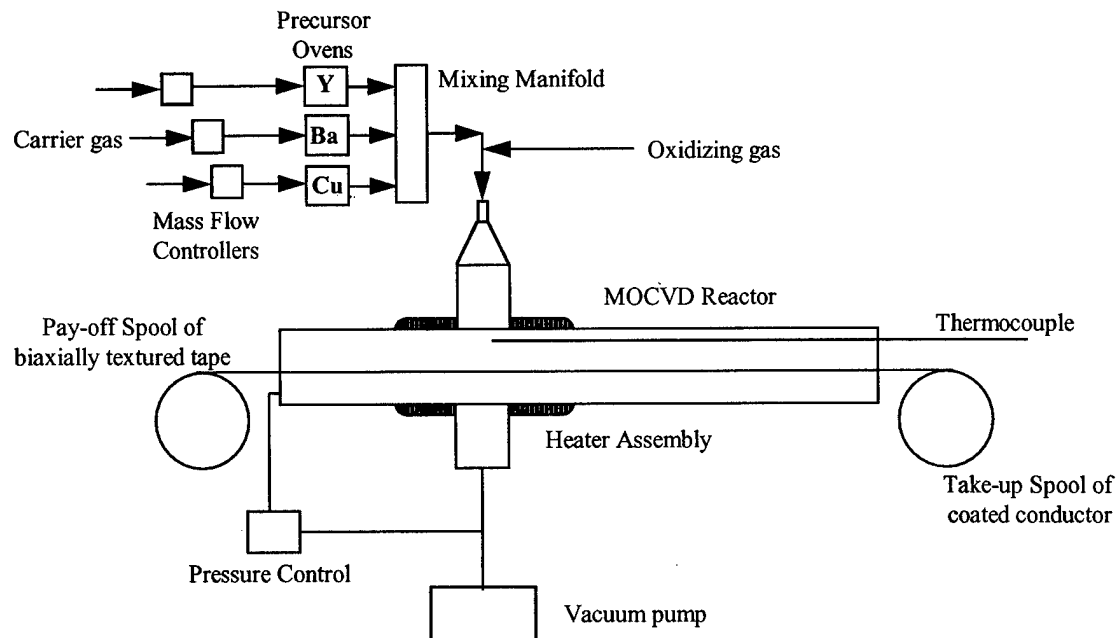 Precursor
Ovens
Y
Mixing Manifold
Carrier gas
Ba
Oxidizing gas
Cu
Mass Flow
Controllers
MOCVD Reactor
Pay-off Spool of
biaxially textured tape
Thermocouple
Heater Assembly
Take-up Spool of
coated conductor
Pressure Control
Vacuum pump